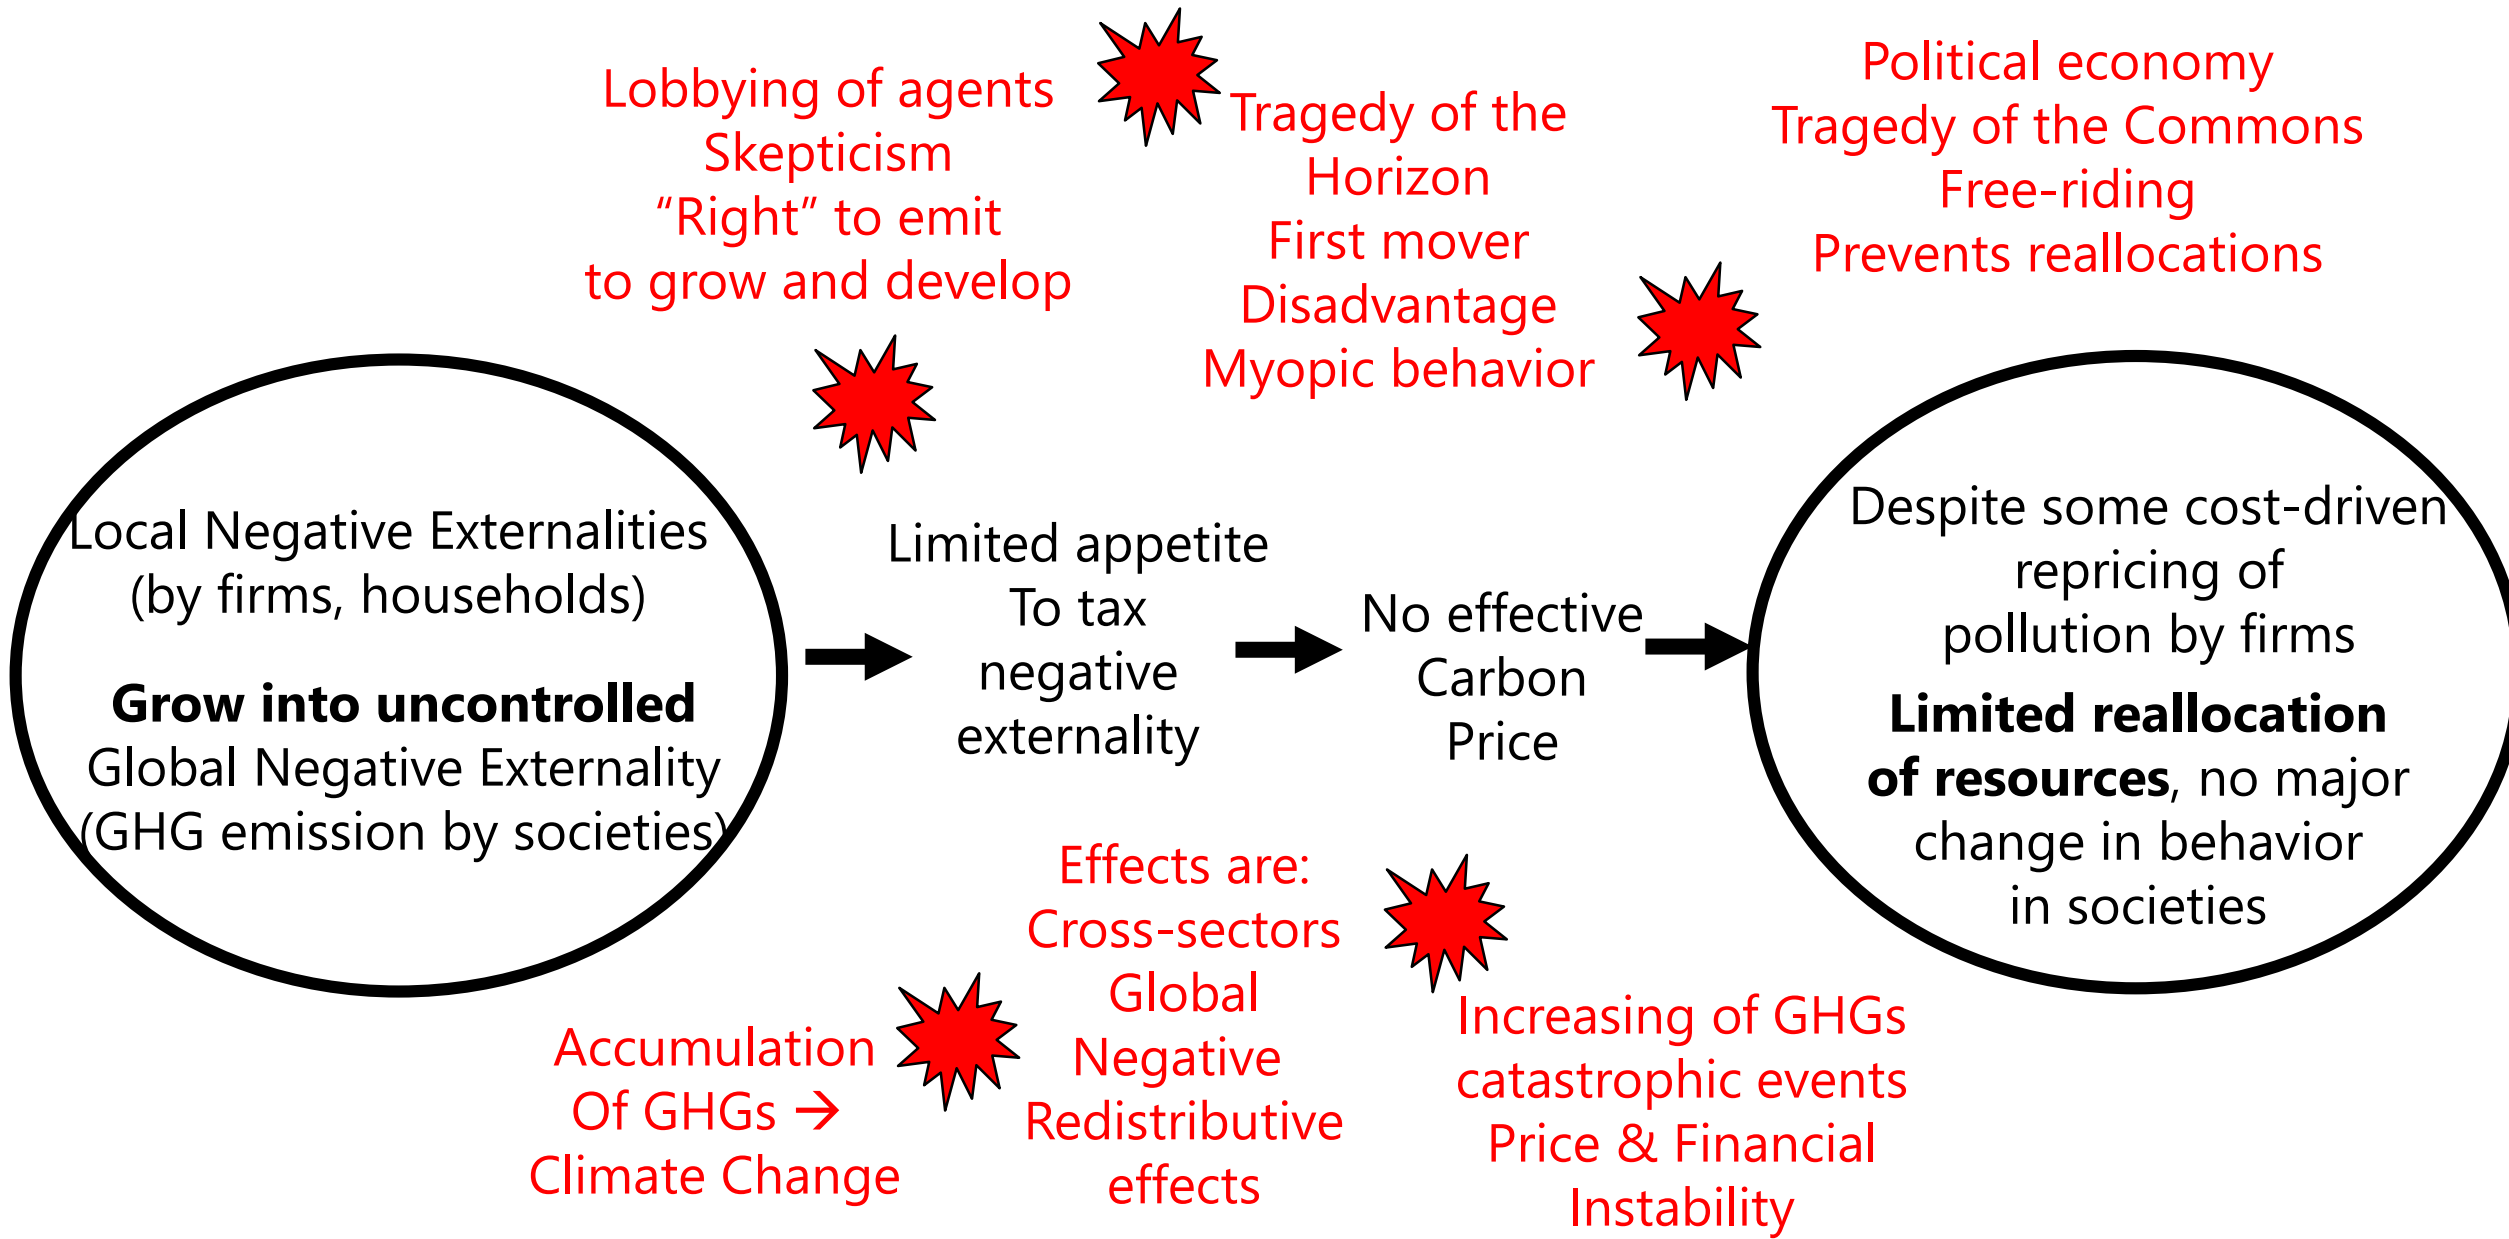 Lobbying of agents
Skepticism
“Right” to emit
to grow and develop
Tragedy of the
Horizon
First mover
Disadvantage
Myopic behavior
Political economy
Tragedy of the Commons
Free-riding
Prevents reallocations
Local Negative Externalities
(by firms, households)
Grow into uncontrolled
Global Negative Externality
(GHG emission by societies)
Limited appetite
To tax
negative
externality
No effective
Carbon
Price
Despite some cost-driven
repricing of
pollution by firms
Limited reallocation
of resources, no major
change in behavior
in societies
Accumulation
Of GHGs →
Climate Change
Effects are:
Cross-sectors
Global
Negative
Redistributive
effects
Increasing of GHGs
catastrophic events
Price & Financial
Instability